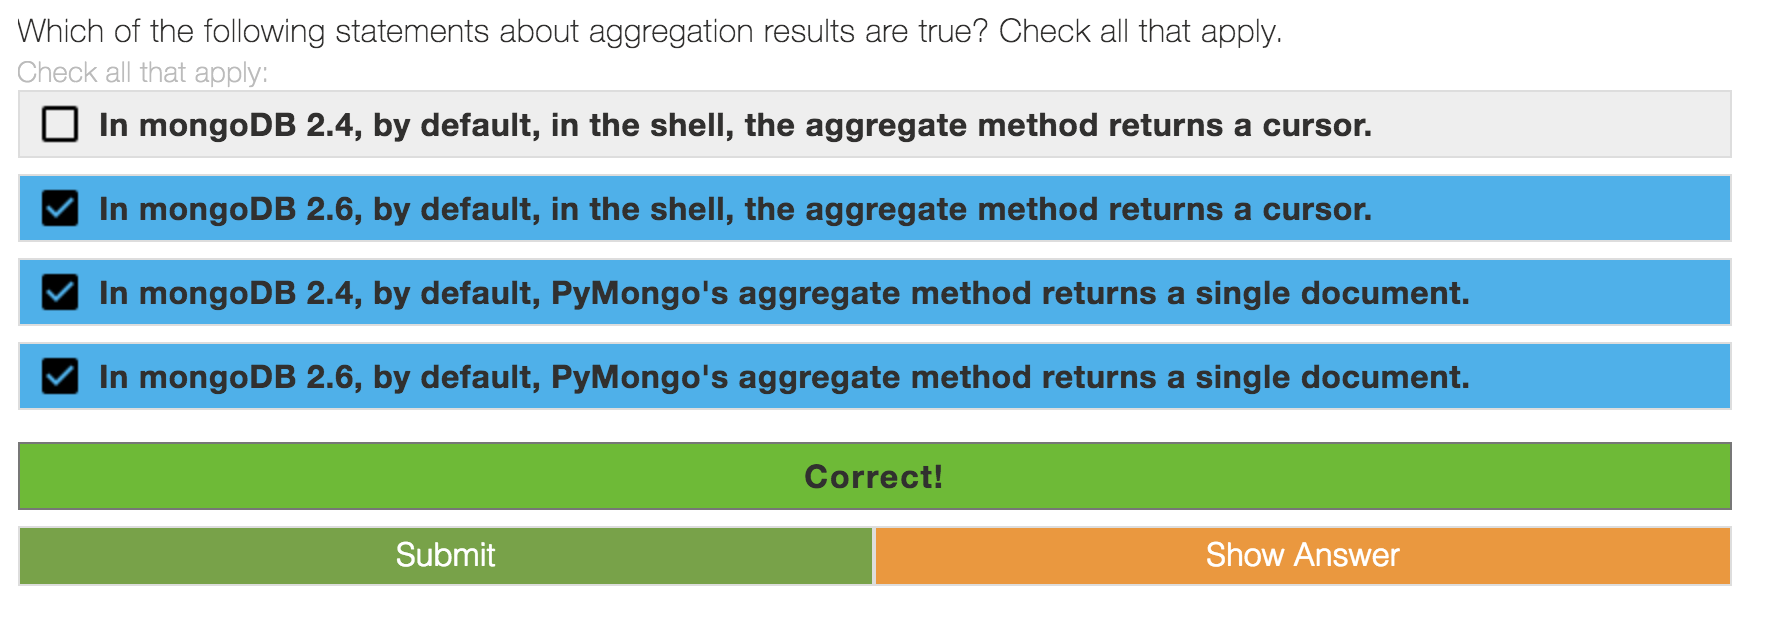 Which of the following statements about aggregation results are true? Check all that apply.
Check all that apply:
In mongoDB 2.4, by default, in the shell, the aggregate method returns a cursor.
In mongoDB 2.6, by default, in the shell, the aggregate method returns a cursor.
In mongoDB 2.4, by default, PyMongo's aggregate method returns a single document.
In mongoDB 2.6, by default, PyMongo's aggregate method returns a single document.
Correct!
Submit
Show Answer